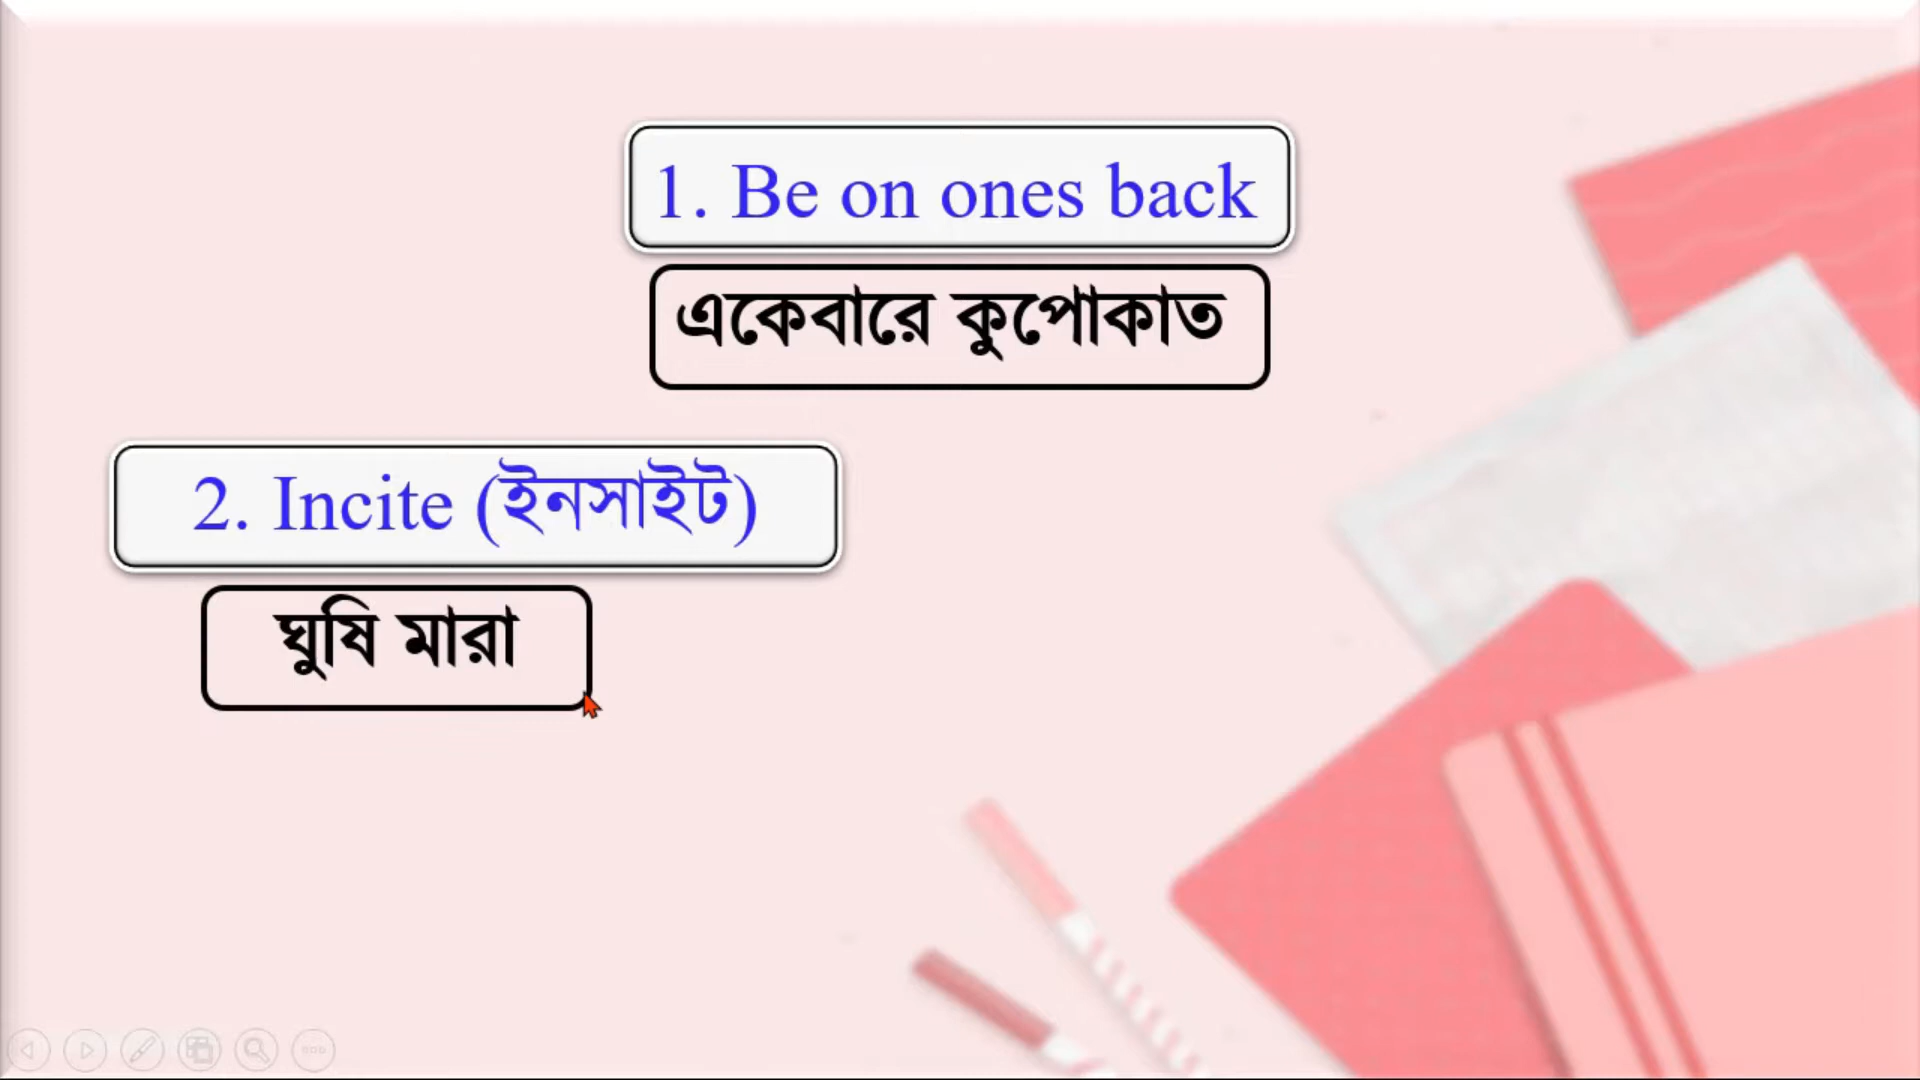 1. Be on ones back
একেবারে কুপোকাত
2. Incite (ইনসাইট)
ঘুষি মারা